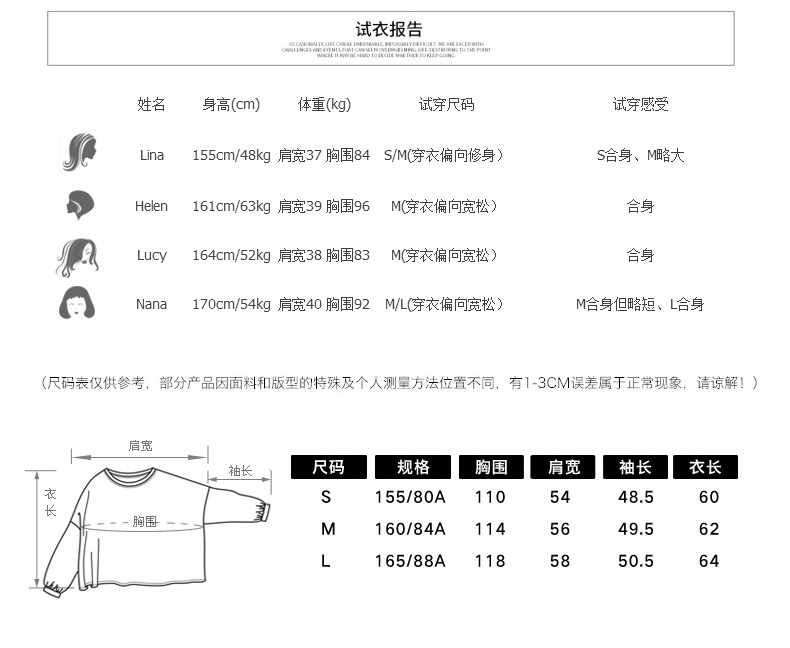 试衣报告
OCCASIONALLY, LIFE CAN BE UNDENIABLY, IMPOSSIBLY DIFFICULT. WE ARE FACED WITH
CHALLENGES AND EVENTS THAT CAN SEEM OVERWHELMING, LIFE-DESTROYING TO THE POINT
WHERE IT MAY BE HARD TO DECIDE WHETHER TO KEEP GOING.
姓名 身高(cm) 体重(kg) 试穿尺码 试穿感受
Lina 155cm/48kg 肩宽37 胸围84 S/M(穿衣偏向修身） S合身、M略大
Helen 161cm/63kg 肩宽39 胸围96 M(穿衣偏向宽松） 合身
Lucy 164cm/52kg 肩宽38 胸围83 M(穿衣偏向宽松） 合身
Nana 170cm/54kg 肩宽40 胸围92 M/L(穿衣偏向宽松） M合身但略短、L合身
（尺码表仅供参考，部分产品因面料和版型的特殊及个人测量方法位置不同，有1-3CM误差属于正常现象，请谅解！）
肩宽
袖长
衣长
胸围
尺码 规格 胸围 肩宽 袖长 衣长
S 155/80A 110 54 48.5 60
M 160/84A 114 56 49.5 62
L 165/88A 118 58 50.5 64